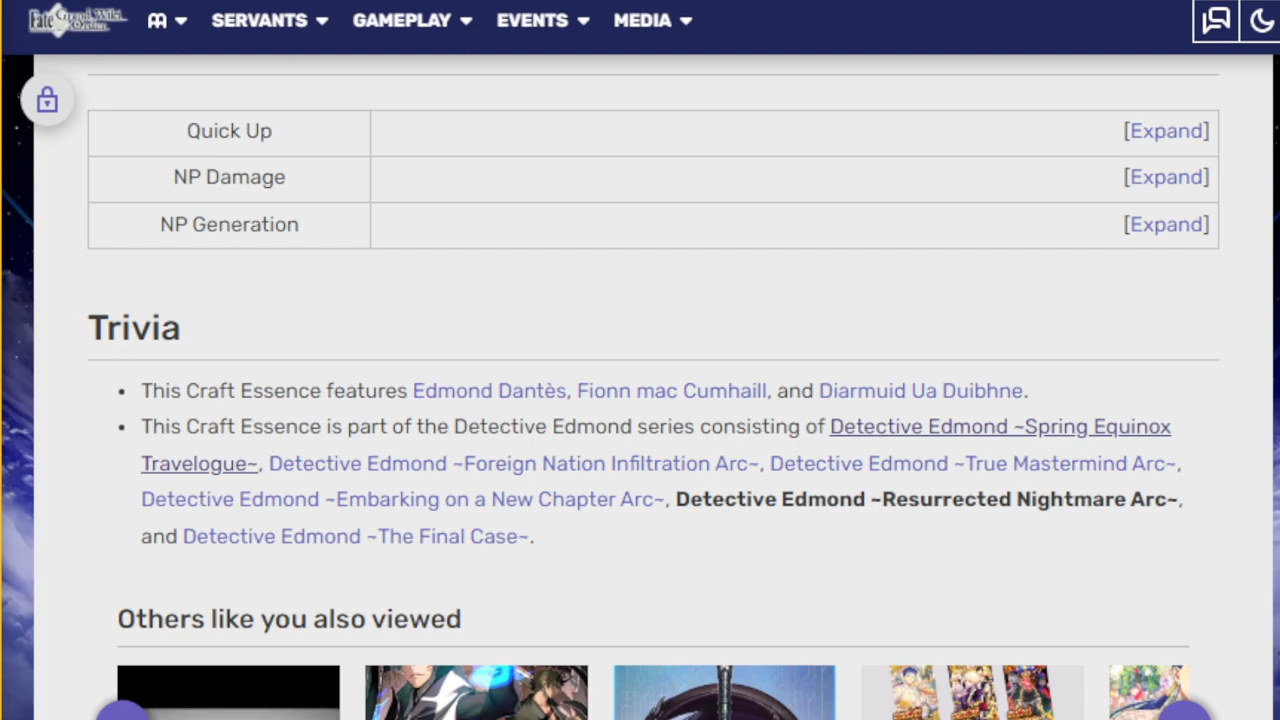 Fate Grand Wiki
Order
SERVANTS
GAMEPLAY
EVENTS
MEDIA
Quick Up
[Expand]
NP Damage
[Expand]
NP Generation
[Expand]
Trivia
• This Craft Essence features Edmond Dantès, Fionn mac Cumhaill, and Diarmuid Ua Duibhne.
• This Craft Essence is part of the Detective Edmond series consisting of Detective Edmond ~Spring Equinox
Travelogue~, Detective Edmond ~Foreign Nation Infiltration Arc~, Detective Edmond ~True Mastermind Arc~,
Detective Edmond ~Embarking on a New Chapter Arc~, Detective Edmond ~Resurrected Nightmare Arc~,
and Detective Edmond ~The Final Case~.
Others like you also viewed